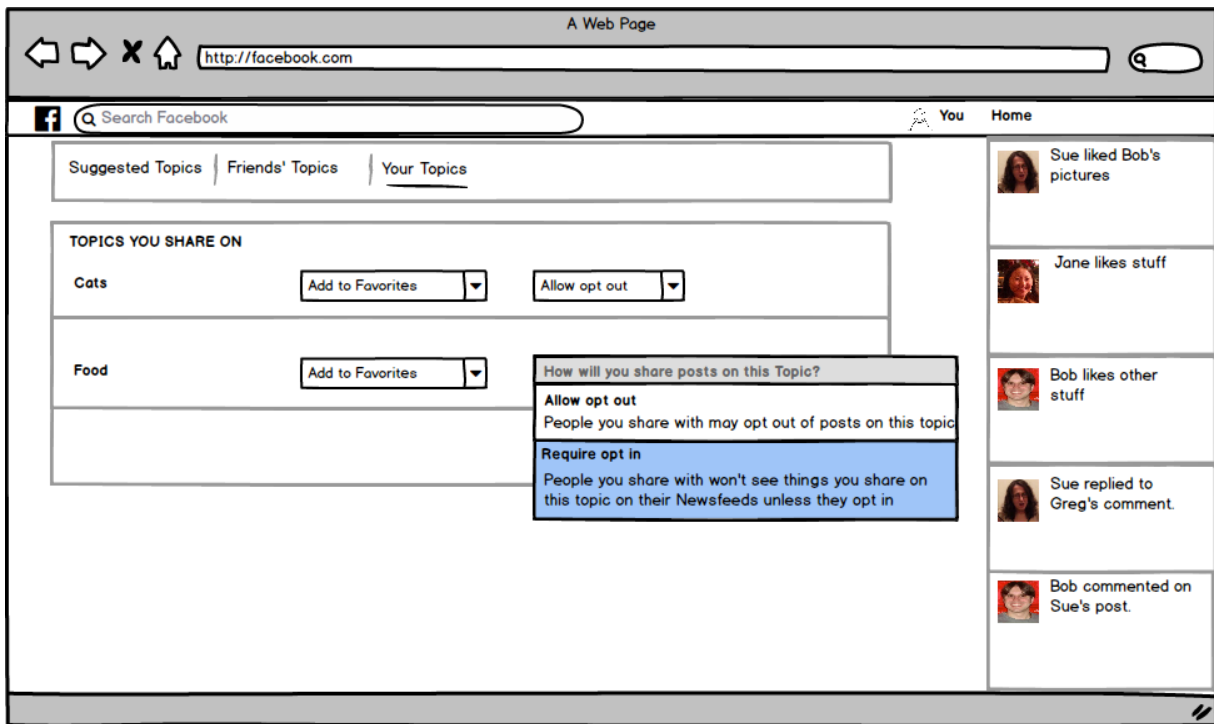 A Web Page
http://facebook.com
f
Search Facebook
You
Home
Suggested Topics
Friends' Topics
Your Topics
TOPICS YOU SHARE ON
Cats
Add to Favorites
Allow opt out
Food
Add to Favorites
How will you share posts on this Topic?
Allow opt out
People you share with may opt out of posts on this topic
Require opt in
People you share with won't see things you share on
this topic on their Newsfeeds unless they opt in
Sue liked Bob's
pictures
Jane likes stuff
Bob likes other
stuff
Sue replied to
Greg's comment.
Bob commented on
Sue's post.